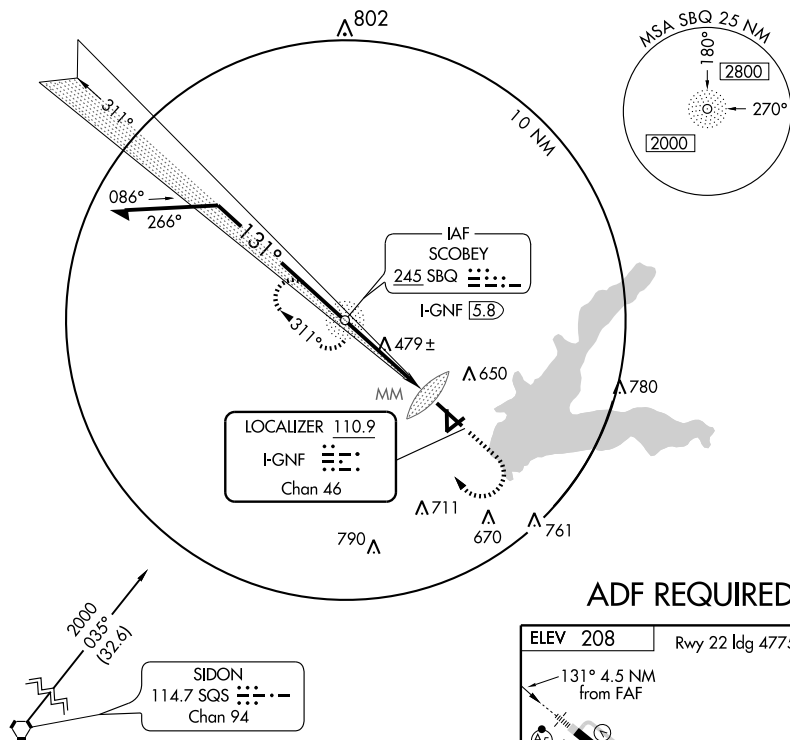 802
MSA SBQ 25 NM
180°
2800
270°
2000
10 NM
311°
086°
266°
131°
IAF
SCOBEY
245 SBQ
I-GNF 5.8
311°
479 ±
650
MM
780
LOCALIZER 110.9
I-GNF
Chan 46
711
670
761
790
2000
035°
(32.6)
SIDON
114.7 SQS
Chan 94
ADF REQUIRED
ELEV 208
Rwy 22 ldg 4775
131° 4.5 NM
from FAF